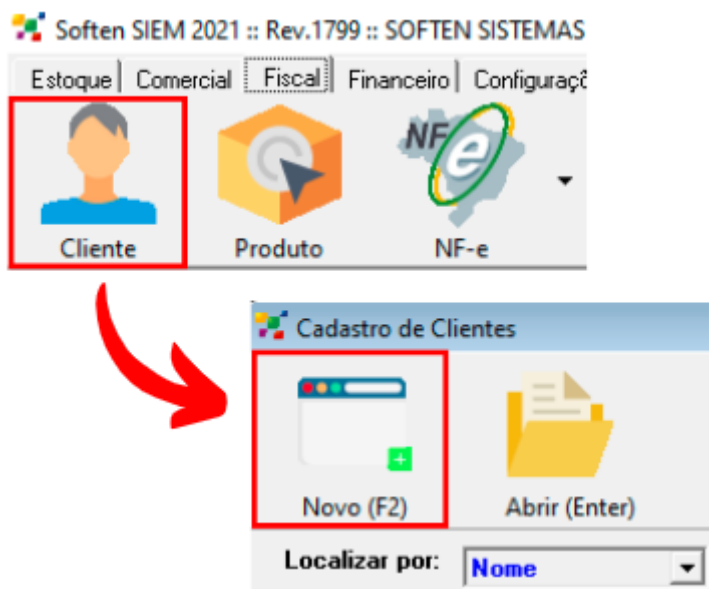 Soften SIEM 2021 :: Rev.1799 :: SOFTEN SISTEMAS
Estoque Comercial Fiscal Financeiro
NF e
Cliente Produto NF-e
Cadastro de Clientes
Novo (F2) Abrir (Enter)
Localizar por: Nome